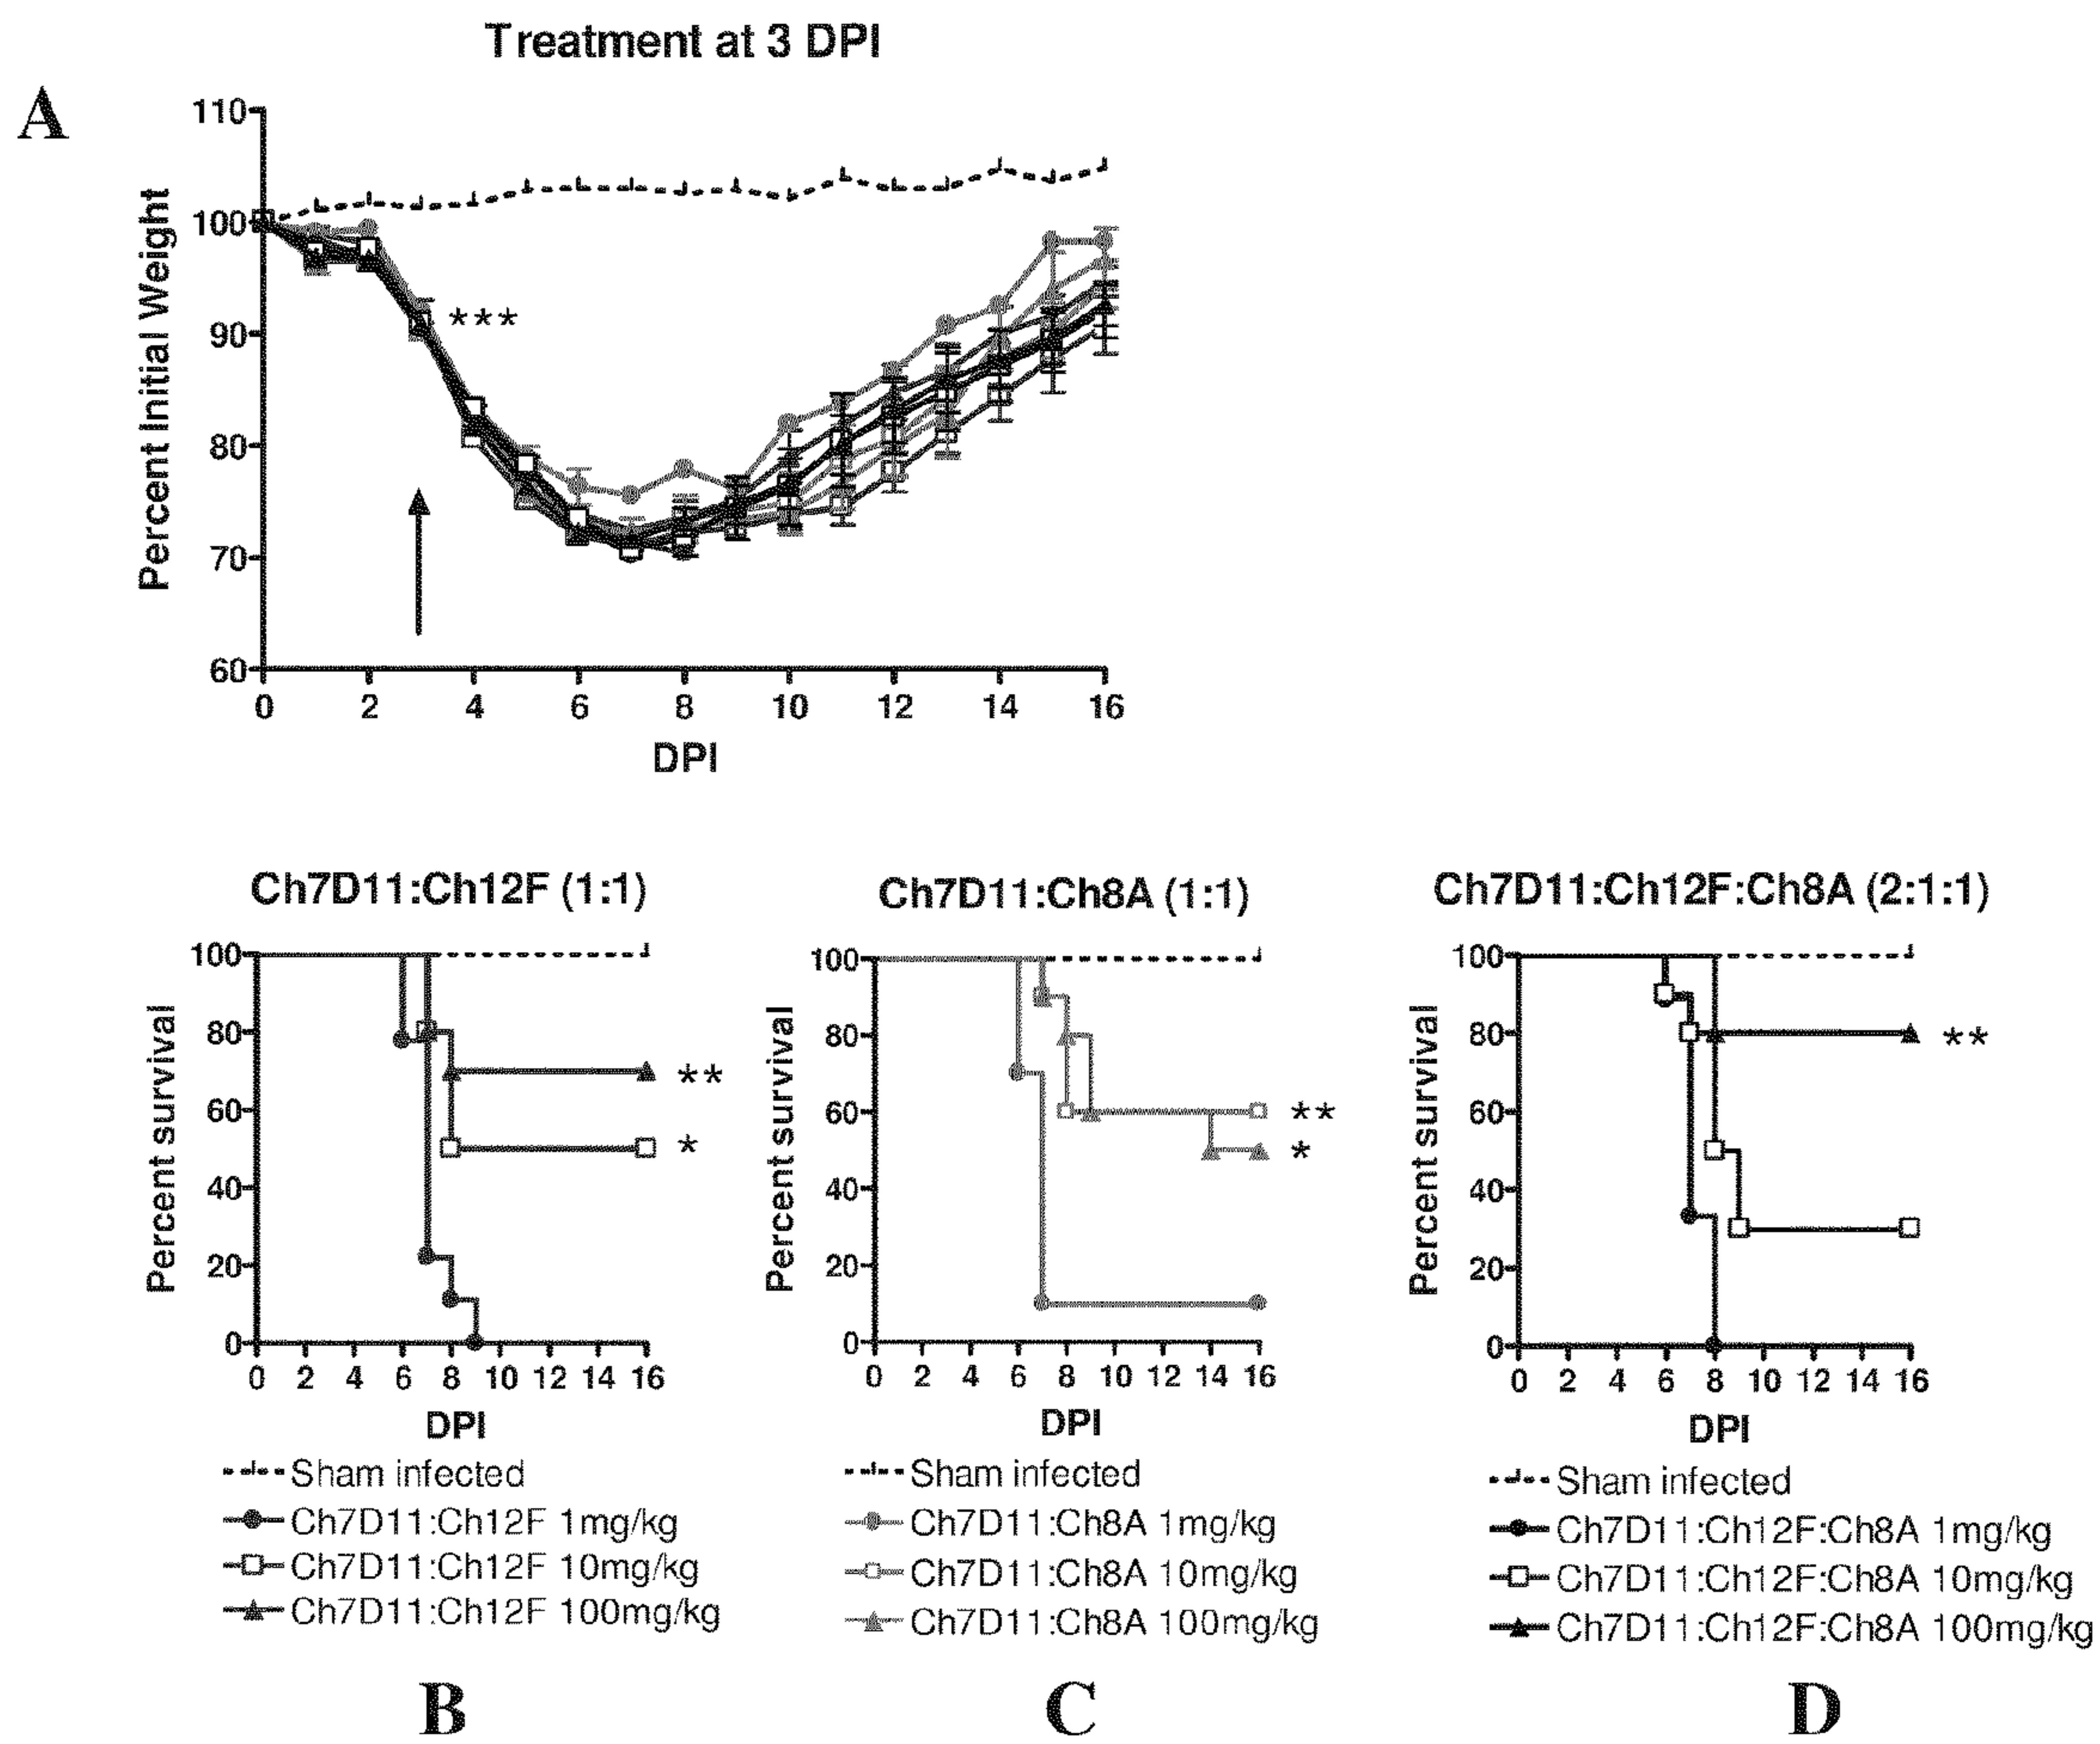 Treatment at 3 DPI
A
110
100
90
80
70
60
Percent Initial Weight
***
0 2 4 6 8 10 12 14 16
DPI
Ch7D11:Ch12F (1:1)
100
80
60
40
20
0
Percent survival
**
*
0 2 4 6 8 10 12 14 16
DPI
Sham infected
Ch7D11:Ch12F 1mg/kg
Ch7D11:Ch12F 10mg/kg
Ch7D11:Ch12F 100mg/kg
B
Ch7D11:Ch8A (1:1)
100
80
60
40
20
0
Percent survival
**
*
0 2 4 6 8 10 12 14 16
DPI
Sham infected
Ch7D11:Ch8A 1mg/kg
Ch7D11:Ch8A 10mg/kg
Ch7D11:Ch8A 100mg/kg
C
Ch7D11:Ch12F:Ch8A (2:1:1)
100
80
60
40
20
0
Percent survival
**
0 2 4 6 8 10 12 14 16
DPI
Sham infected
Ch7D11:Ch12F:Ch8A 1mg/kg
Ch7D11:Ch12F:Ch8A 10mg/kg
Ch7D11:Ch12F:Ch8A 100mg/kg
D